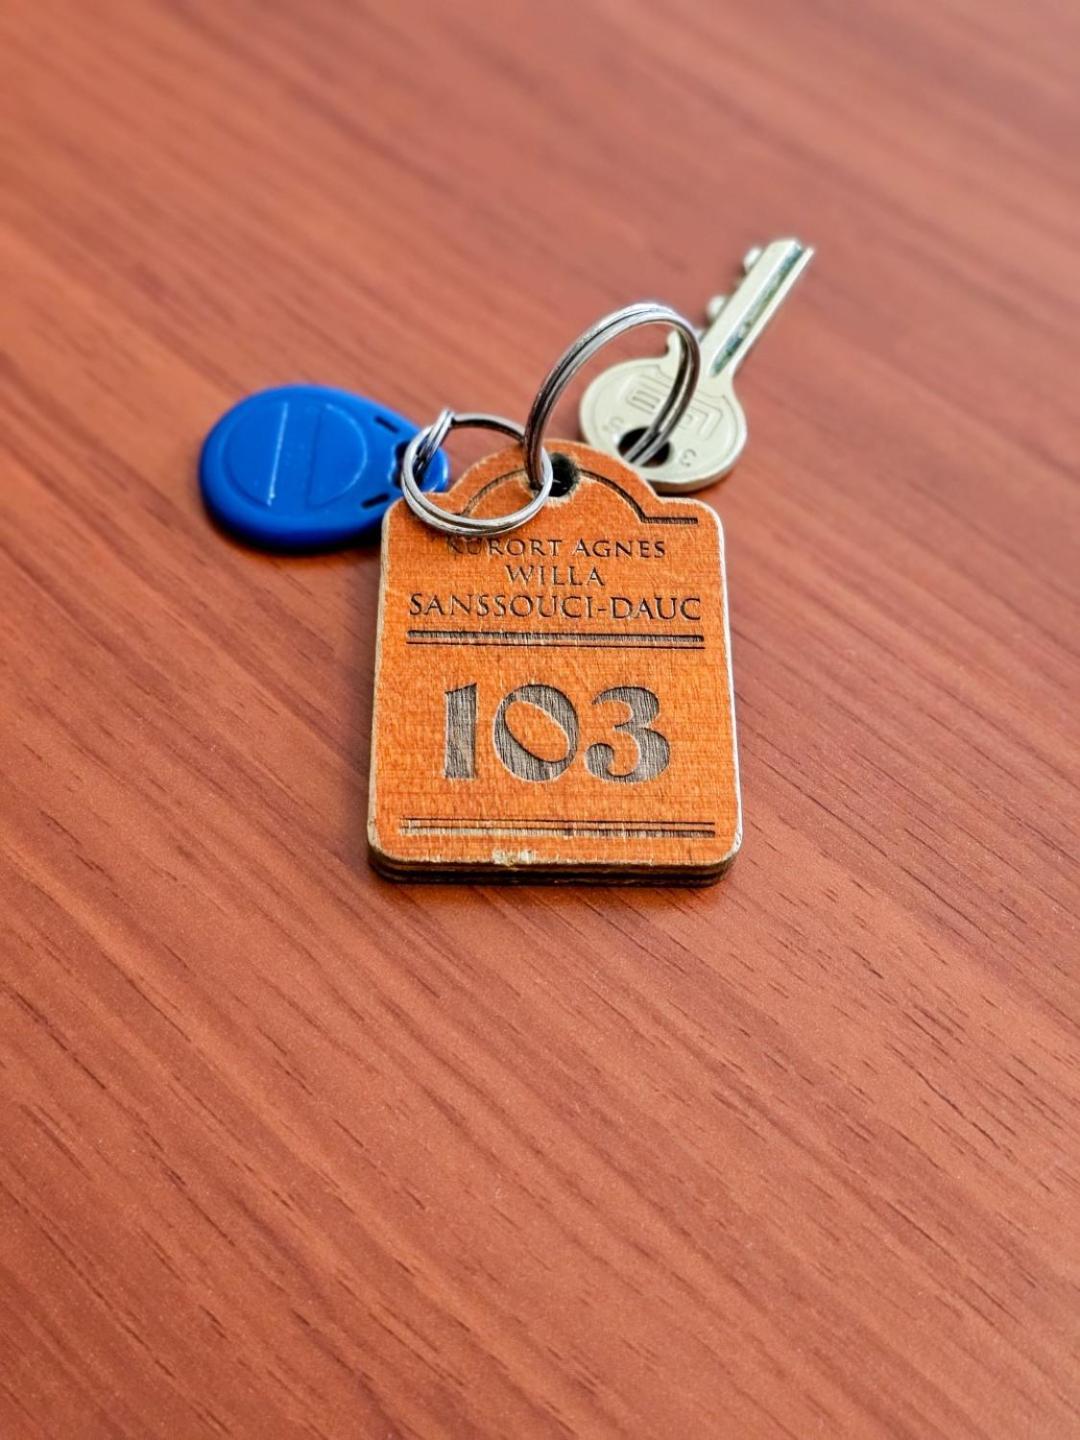 KURORT AGNES
WILLA
SANSSOUCI-DAUC
103